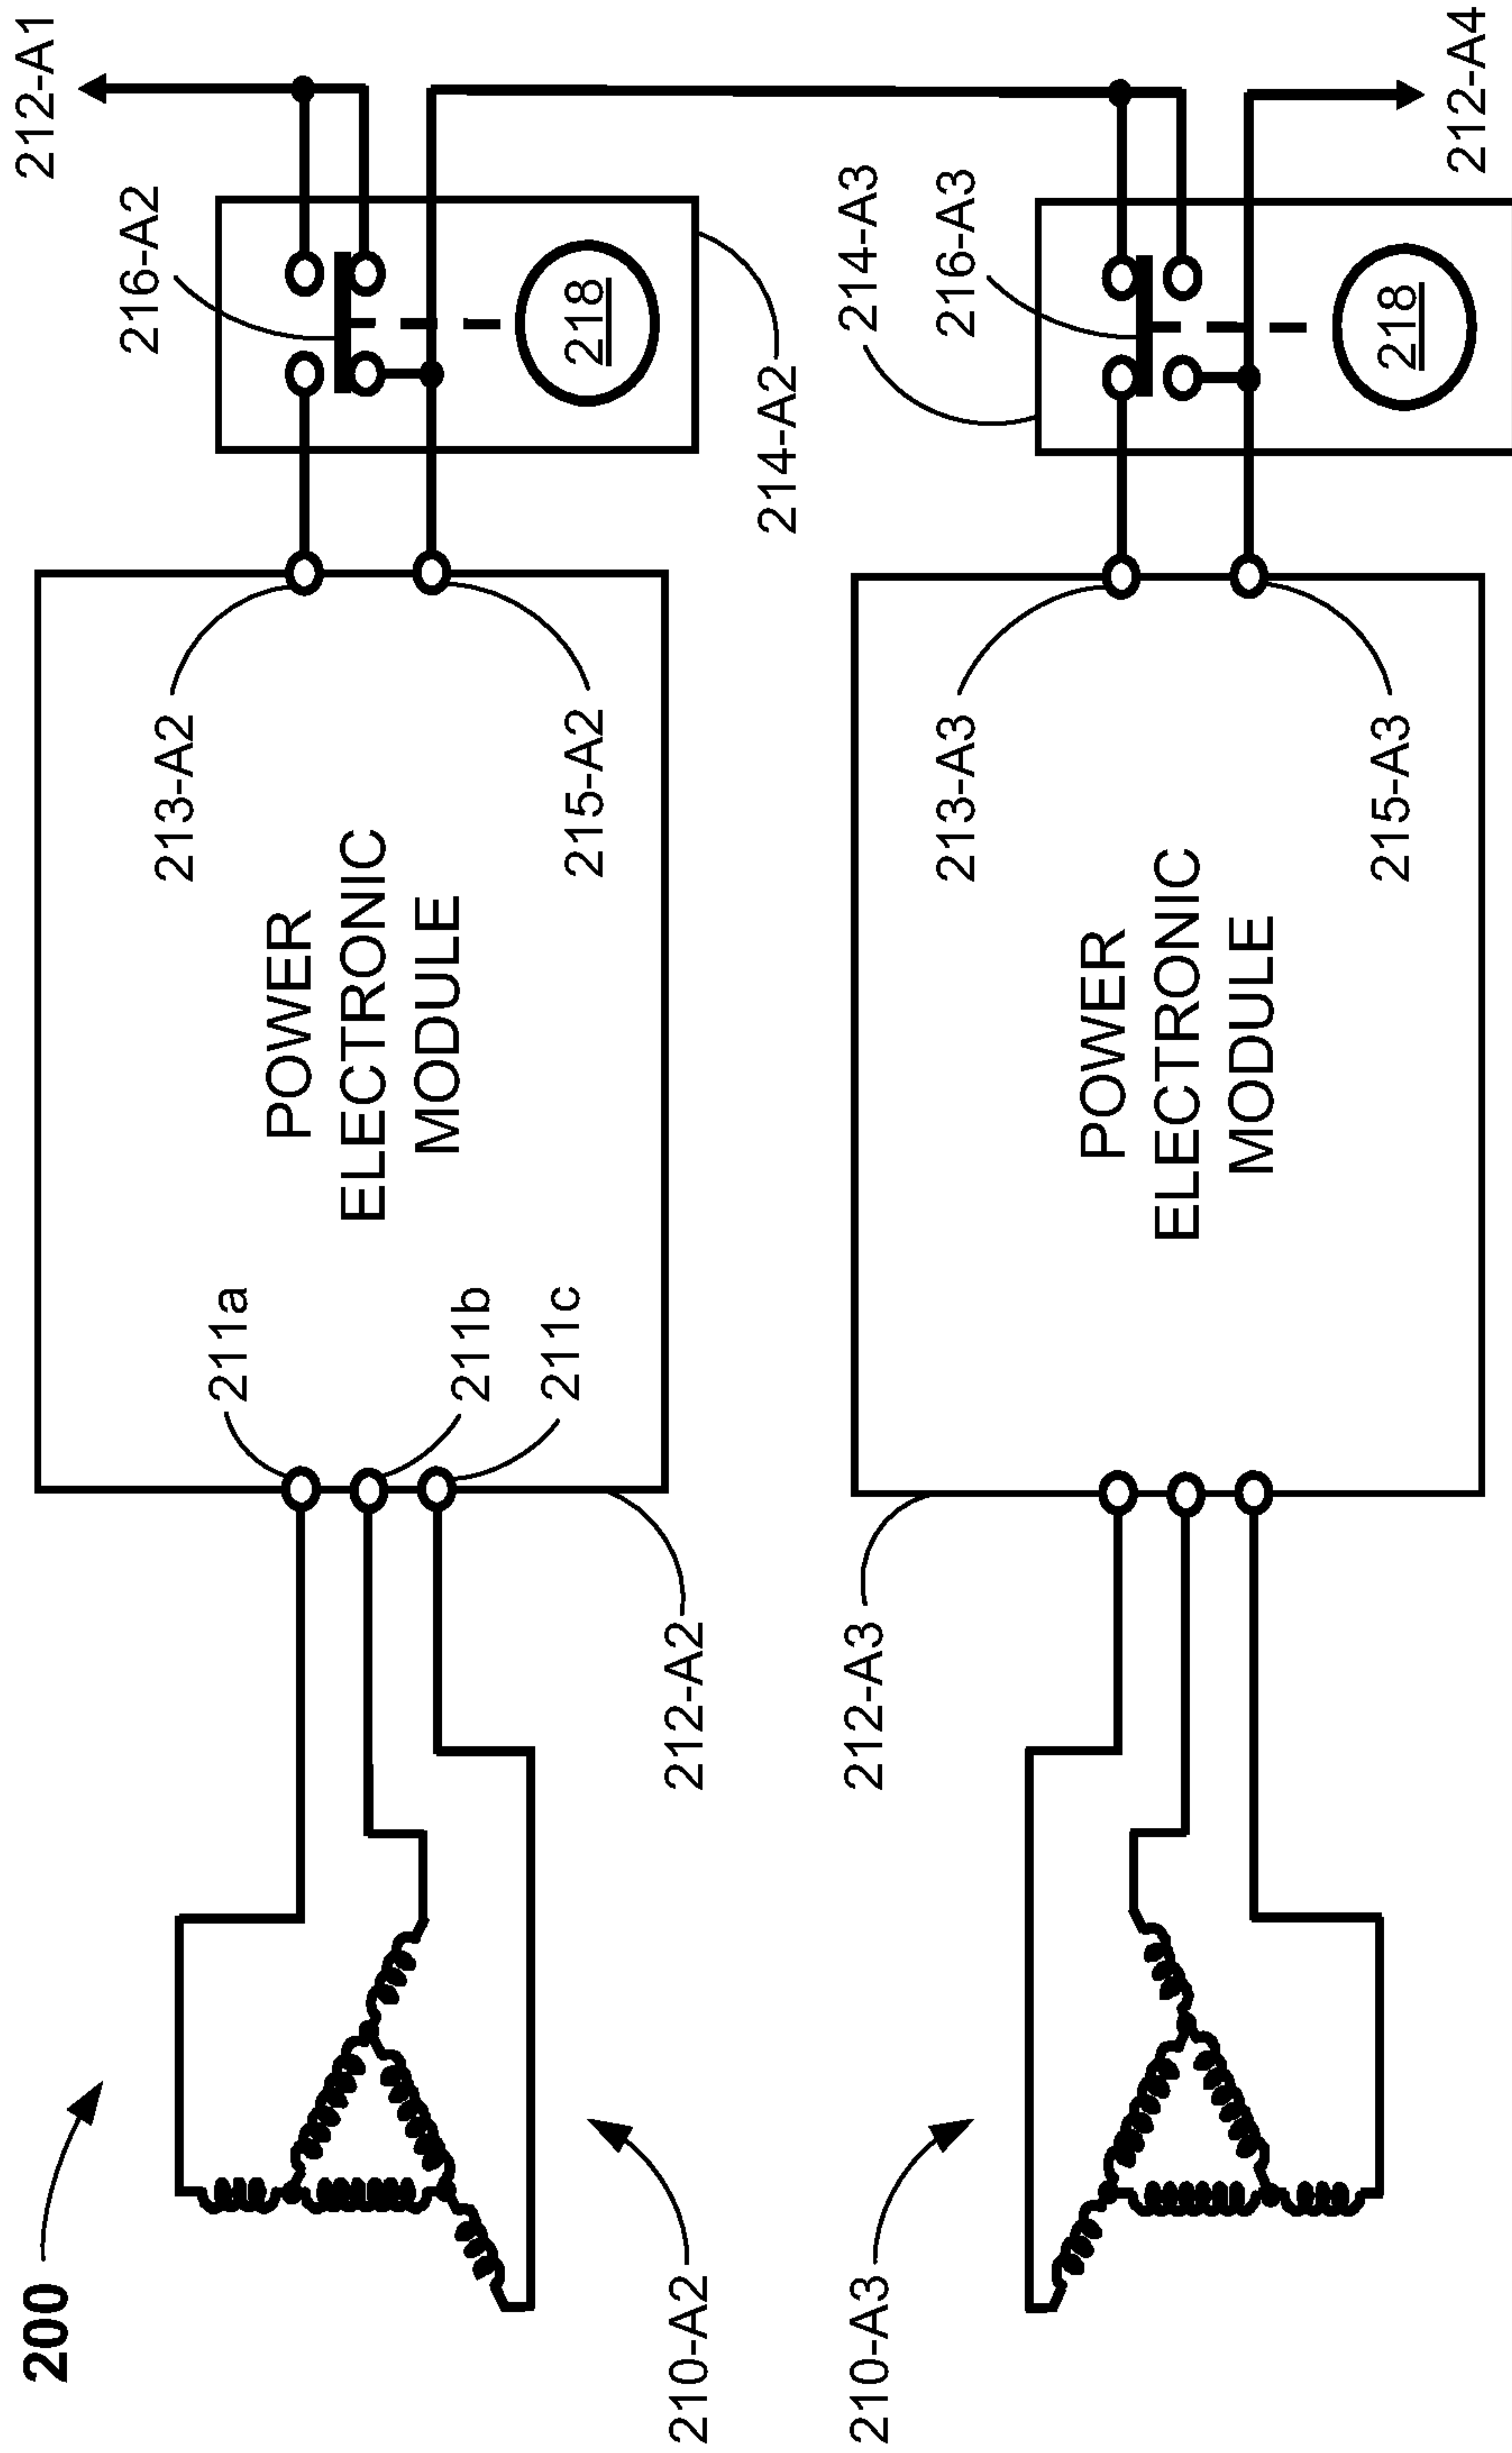 200
210-A2
210-A3
212-A2
212-A3
211a
211b
211c
POWER
ELECTRONIC
MODULE
POWER
ELECTRONIC
MODULE
213-A2
215-A2
213-A3
215-A3
214-A2
214-A3
216-A2
216-A3
218
218
212-A1
212-A4